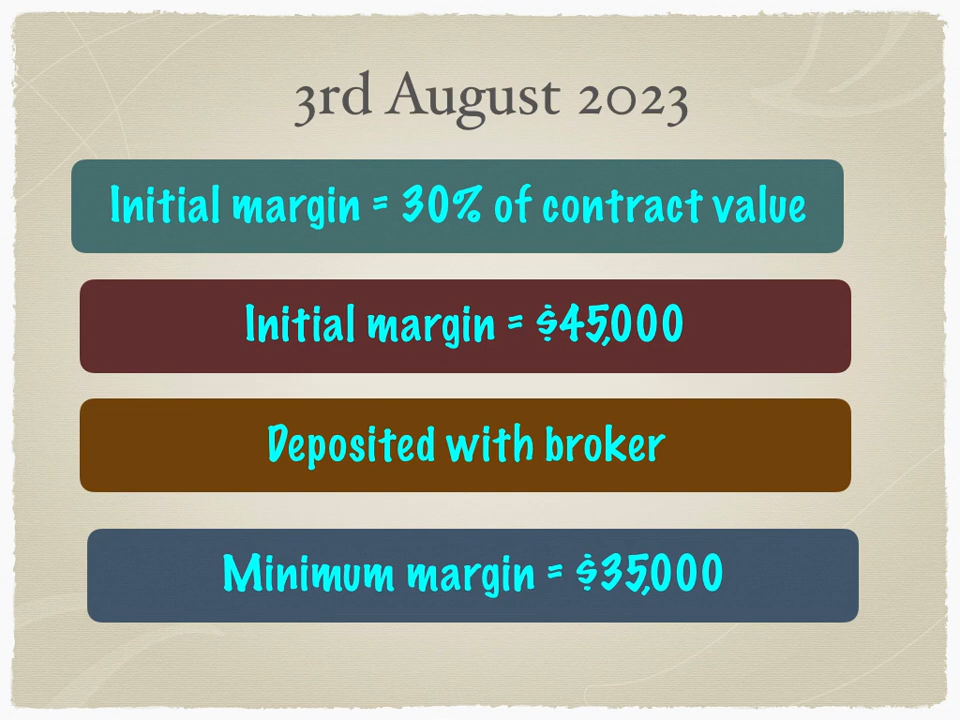 3rd August 2023
Initial margin = 30% of contract value
Initial margin = $45,000
Deposited with broker
Minimum margin = $35,000